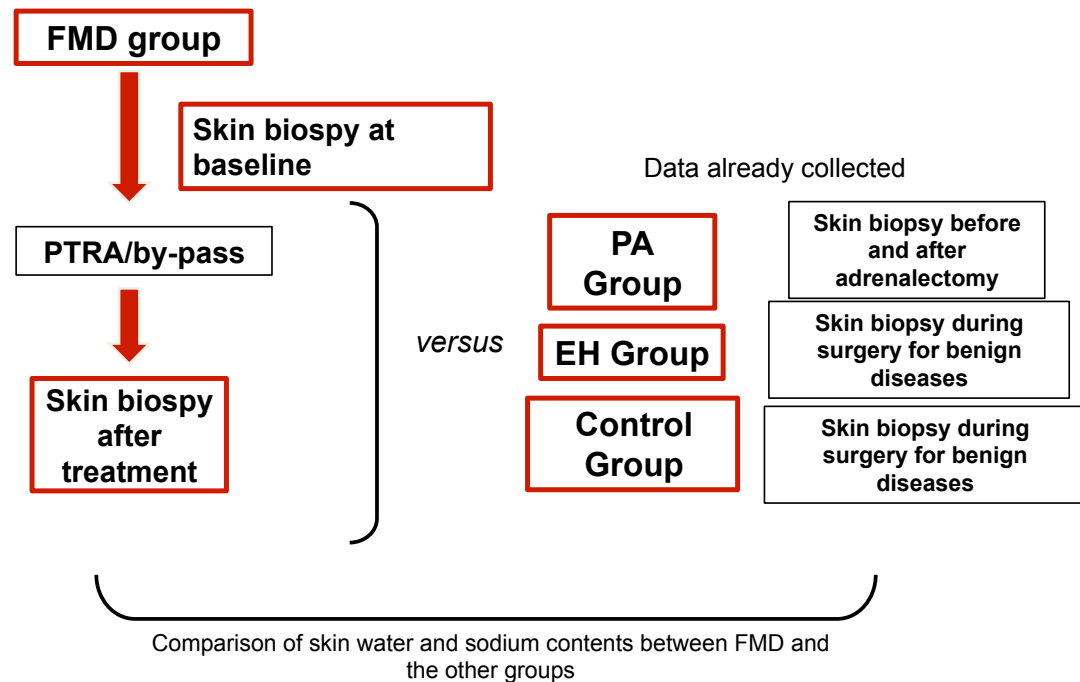 FMD group
Skin biospy at
baseline
PTRA/by-pass
Skin biospy
after
treatment
versus
Data already collected
PA
Group
Skin biopsy before
and after
adrenalectomy
EH Group
Skin biopsy during
surgery for benign
diseases
Control
Group
Skin biopsy during
surgery for benign
diseases
Comparison of skin water and sodium contents between FMD and
the other groups